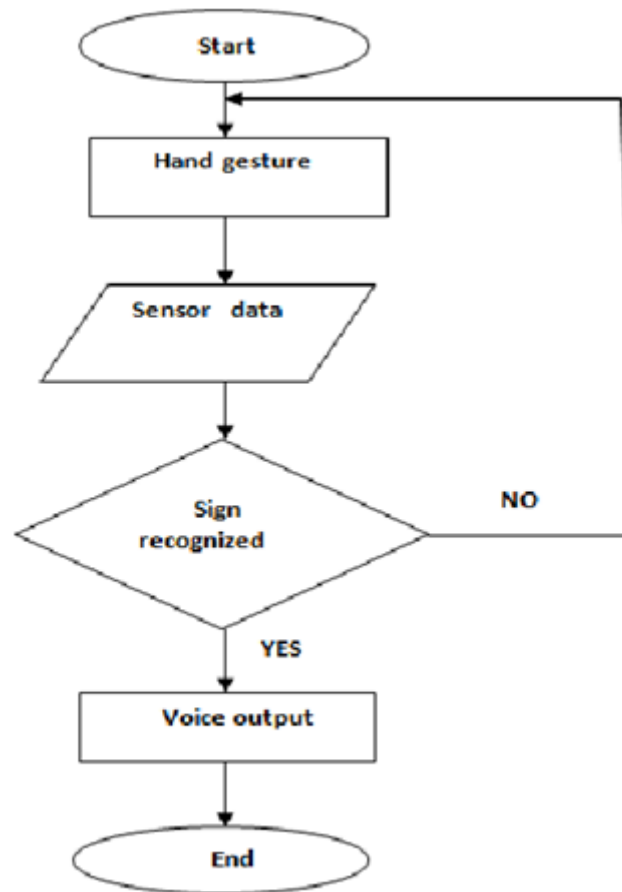 Start
Hand gesture
Sensor data
Sign
recognized
NO
YES
Voice output
End